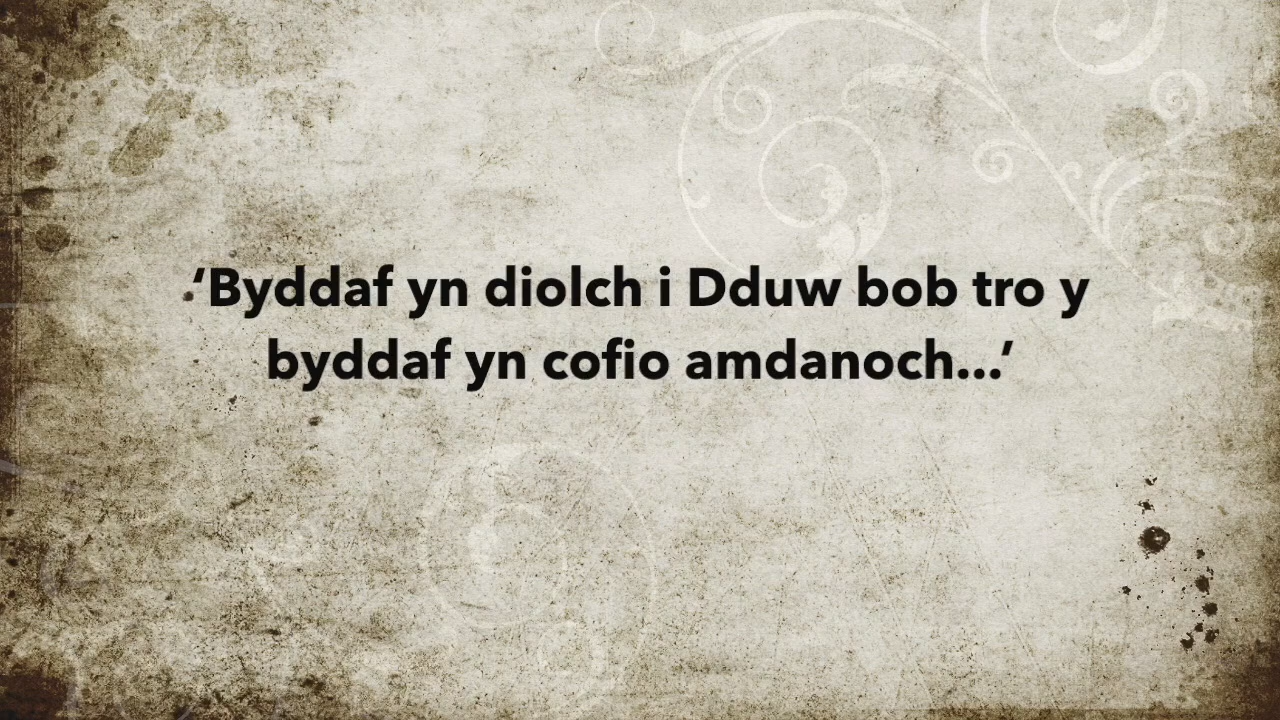 ‘Byddaf yn diolch i Dduw bob tro y
byddaf yn cofio amdanoch...’